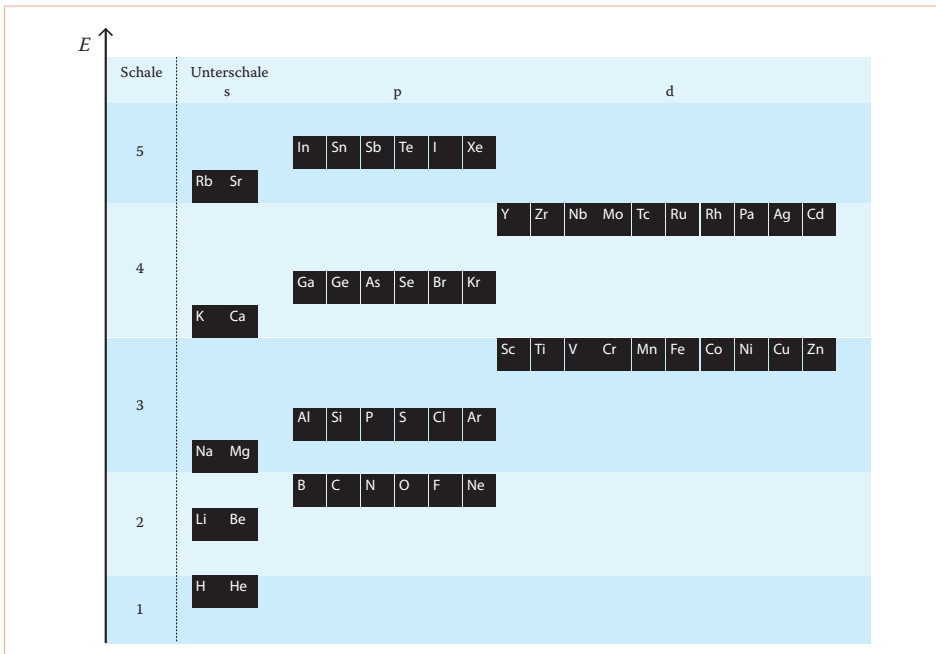 E
Schale Unterschale
s p d
5 In Sn Sb Te I Xe
Rb Sr
Y Zr Nb Mo Tc Ru Rh Pa Ag Cd
4
Ga Ge As Se Br Kr
K Ca
Sc Ti V Cr Mn Fe Co Ni Cu Zn
3
Al Si P S Cl Ar
Na Mg
B C N O F Ne
2 Li Be
H He
1